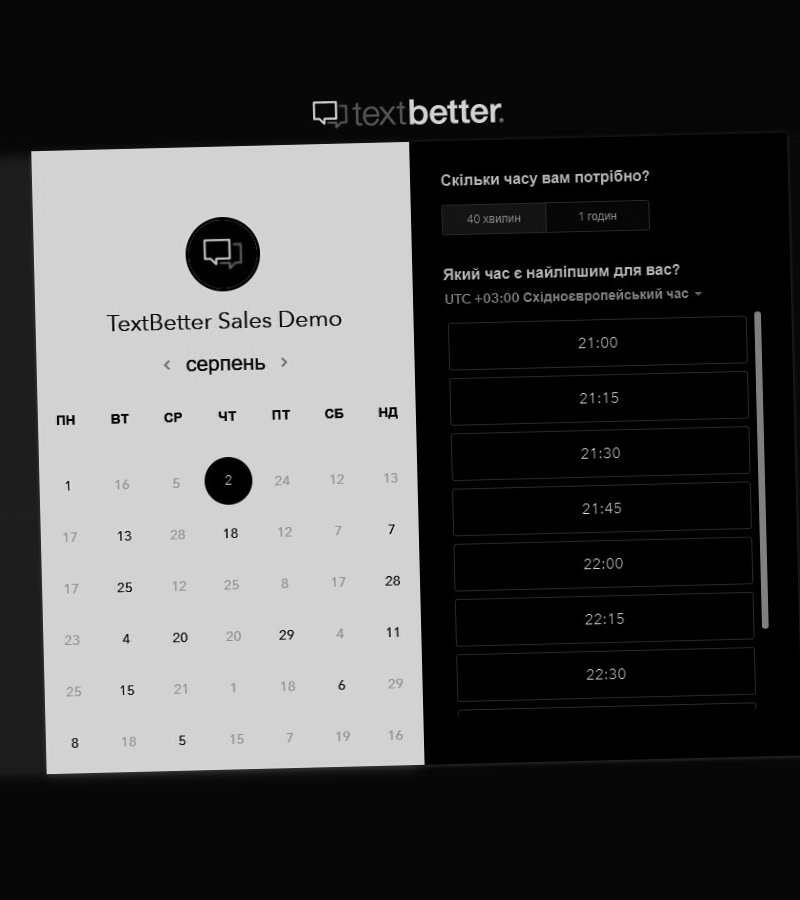 textbetter.
TextBetter Sales Demo
‹ серпень ›
ПН ВТ СР ЧТ ПТ СБ НД
1 16 5 2 24 12 13
17 13 28 18 12 7 7
17 25 12 25 8 17 28
23 4 20 20 29 4 11
25 15 21 1 18 6 29
8 18 5 15 7 19 16
Скільки часу вам потрібно?
40 хвилин 1 годин
Який час є найліпшим для вас?
UTC +03:00 Східноєвропейський час
21:00
21:15
21:30
21:45
22:00
22:15
22:30